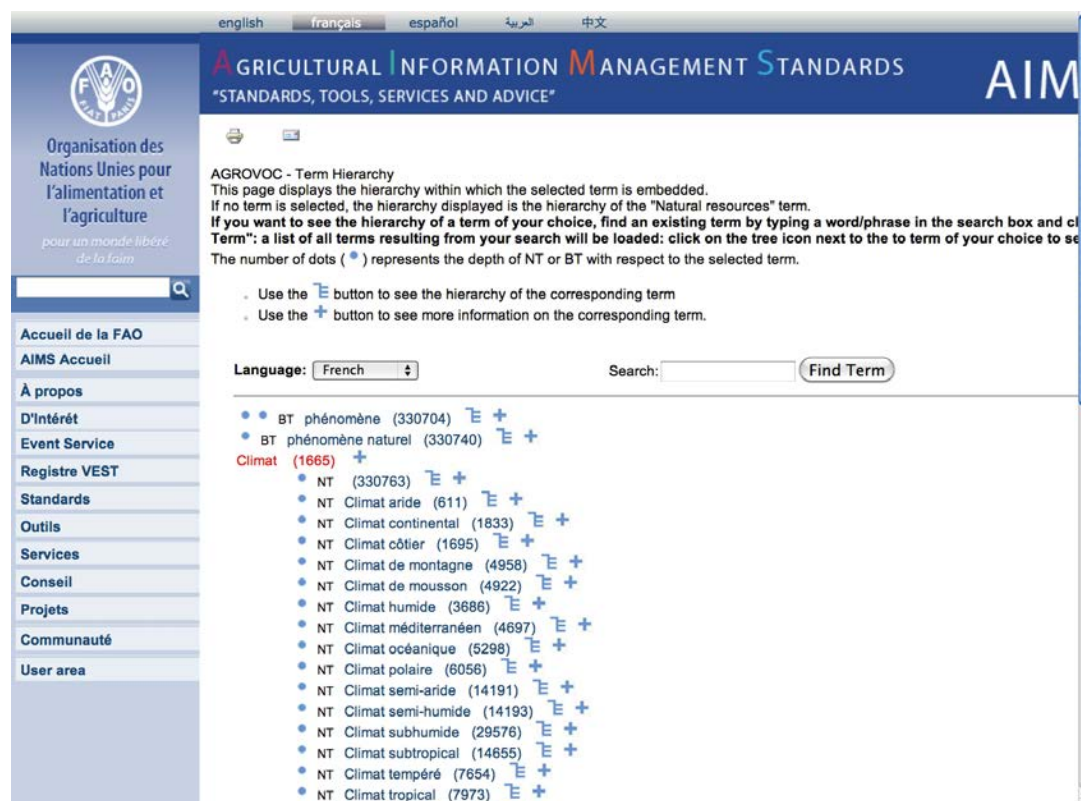 english français español العربية 中文
FAO
FIAT PANIS
Organisation des
Nations Unies pour
l'alimentation et
l'agriculture
pour un monde libéré
de la faim
AGRICULTURAL INFORMATION MANAGEMENT STANDARDS
"STANDARDS, TOOLS, SERVICES AND ADVICE"
AIM
Accueil de la FAO
AIMS Accueil
À propos
D'Intérêt
Event Service
Registre VEST
Standards
Outils
Services
Conseil
Projets
Communauté
User area
AGROVOC - Term Hierarchy
This page displays the hierarchy within which the selected term is embedded.
If no term is selected, the hierarchy displayed is the hierarchy of the "Natural resources" term.
If you want to see the hierarchy of a term of your choice, find an existing term by typing a word/phrase in the search box and cl
Term"; a list of all terms resulting from your search will be loaded: click on the tree icon next to the to term of your choice to se
The number of dots ( ) represents the depth of NT or BT with respect to the selected term.
Use the button to see the hierarchy of the corresponding term
Use the + button to see more information on the corresponding term.
Language: French Search: Find Term
BT phénomène (330704) +
BT phénomène naturel (330740) +
Climat (1665) +
NT (330763) +
NT Climat aride (611) +
NT Climat continental (1833) +
NT Climat côtier (1695) +
NT Climat de montagne (4958) +
NT Climat de mousson (4922) +
NT Climat humide (3686) +
NT Climat méditerranéen (4697) +
NT Climat océanique (5298) +
NT Climat polaire (6056) +
NT Climat semi-aride (14191) +
NT Climat semi-humide (14193) +
NT Climat subhumide (29576) +
NT Climat subtropical (14655) +
NT Climat tempéré (7654) +
NT Climat tropical (7973) +